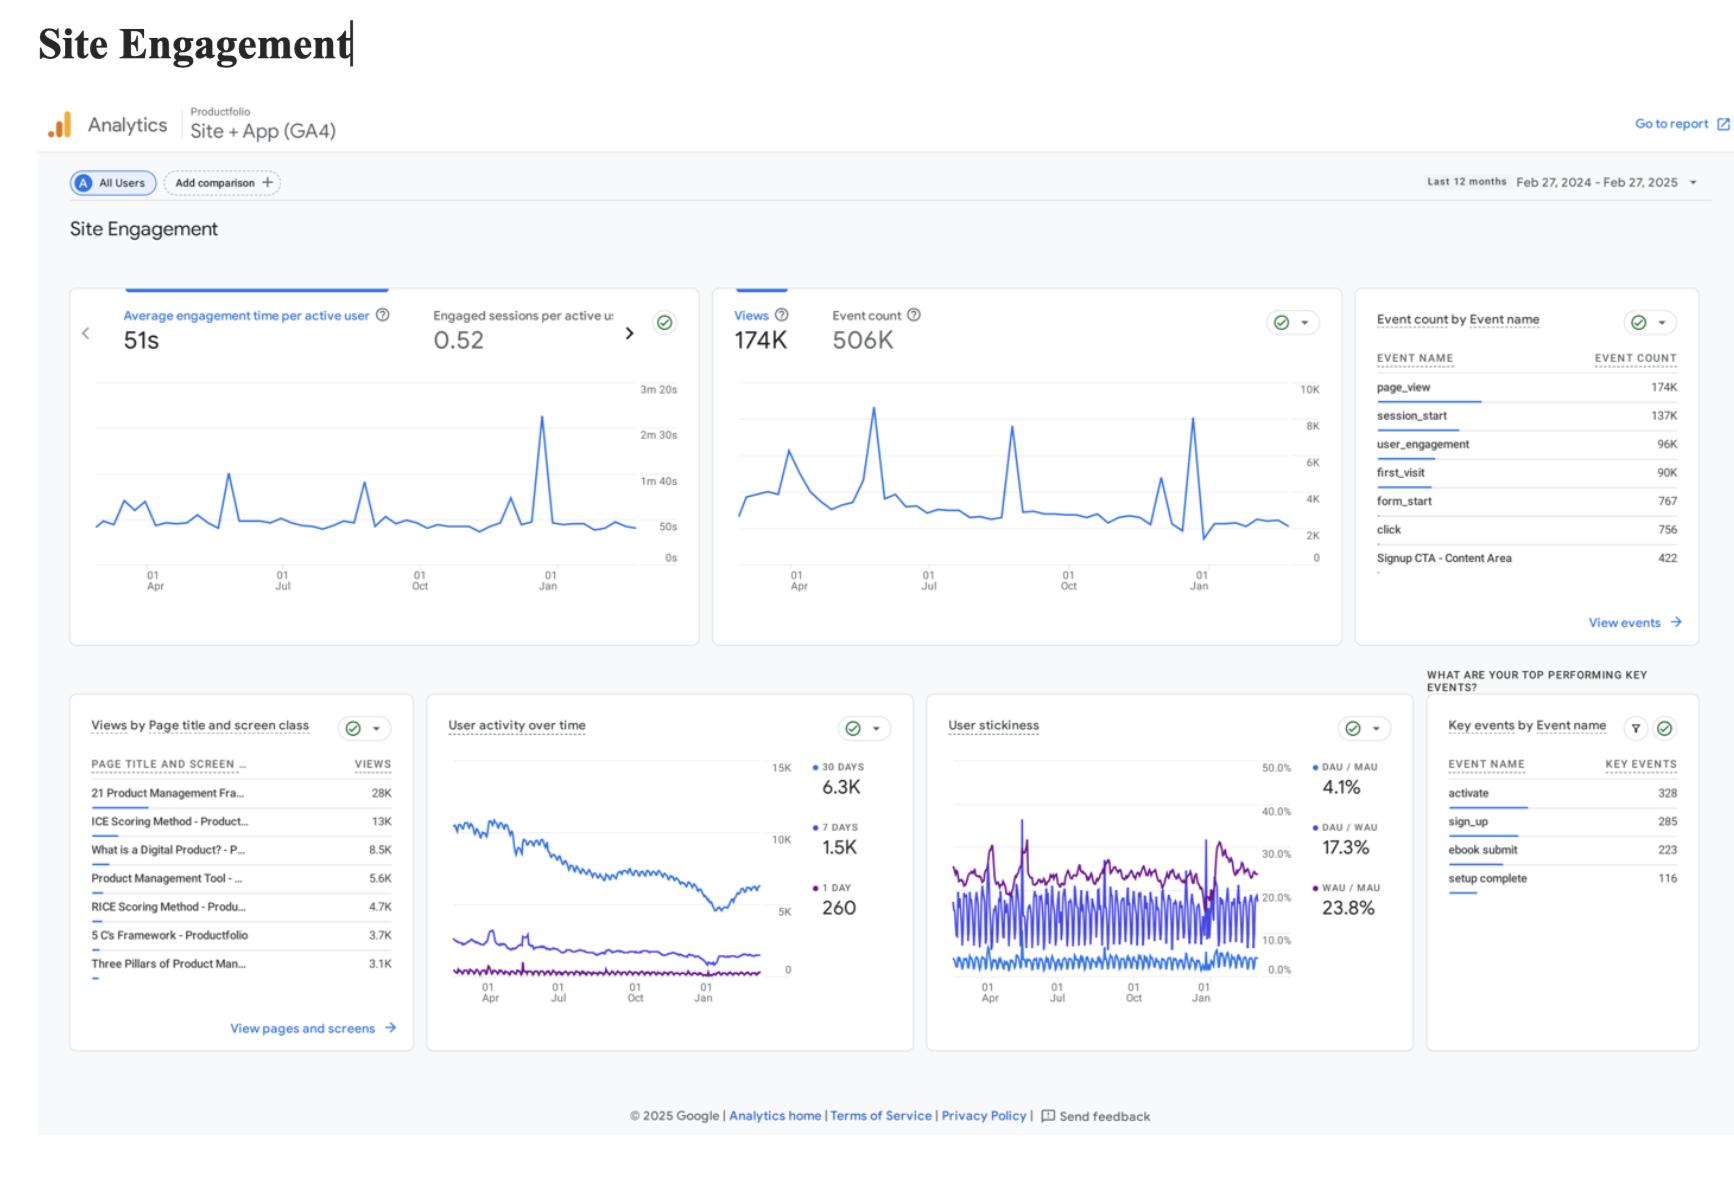 Site Engagement
Analytics
Productfolio
Site + App (GA4)
Go to report
A All Users
Add comparison +
Last 12 months Feb 27, 2024 - Feb 27, 2025
Site Engagement
Average engagement time per active user
51s
Engaged sessions per active u
0.52
3m 20s
2m 30s
1m 40s
50s
0s
01 Apr
01 Jul
01 Oct
01 Jan
Views
174K
Event count
506K
10K
8K
6K
4K
2K
0
01 Apr
01 Jul
01 Oct
01 Jan
Event count by Event name
EVENT NAME EVENT COUNT
page_view 174K
session_start 137K
user_engagement 96K
first_visit 90K
form_start 767
click 756
Signup CTA - Content Area 422
View events
Views by Page title and screen class
PAGE TITLE AND SCREEN ... VIEWS
21 Product Management Fra... 28K
ICE Scoring Method - Product... 13K
What is a Digital Product? - P... 8.5K
Product Management Tool - ... 5.6K
RICE Scoring Method - Produ... 4.7K
5 C's Framework - Productfolio 3.7K
Three Pillars of Product Man... 3.1K
View pages and screens
User activity over time
15K
10K
5K
0
01 Apr
01 Jul
01 Oct
01 Jan
30 DAYS
6.3K
7 DAYS
1.5K
1 DAY
260
User stickiness
50.0%
40.0%
30.0%
20.0%
10.0%
0.0%
01 Apr
01 Jul
01 Oct
01 Jan
DAU / MAU
4.1%
DAU / WAU
17.3%
WAU / MAU
23.8%
WHAT ARE YOUR TOP PERFORMING KEY
EVENTS?
Key events by Event name
EVENT NAME KEY EVENTS
activate 328
sign_up 285
ebook submit 223
setup complete 116
© 2025 Google | Analytics home | Terms of Service | Privacy Policy | Send feedback